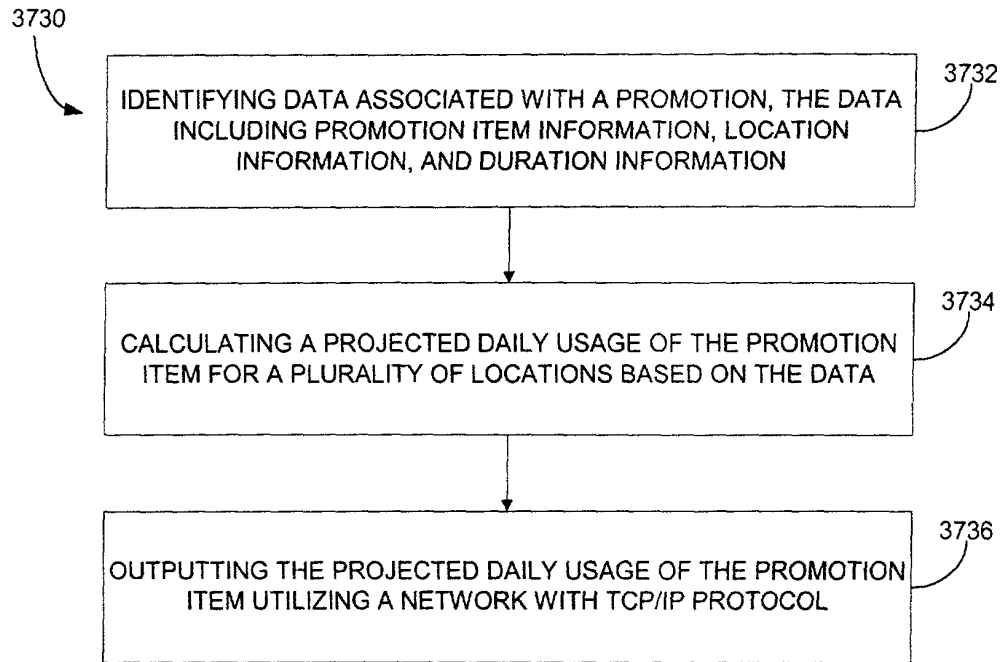 3730
3732
IDENTIFYING DATA ASSOCIATED WITH A PROMOTION, THE DATA
INCLUDING PROMOTION ITEM INFORMATION, LOCATION
INFORMATION, AND DURATION INFORMATION
3734
CALCULATING A PROJECTED DAILY USAGE OF THE PROMOTION
ITEM FOR A PLURALITY OF LOCATIONS BASED ON THE DATA
3736
OUTPUTTING THE PROJECTED DAILY USAGE OF THE PROMOTION
ITEM UTILIZING A NETWORK WITH TCP/IP PROTOCOL